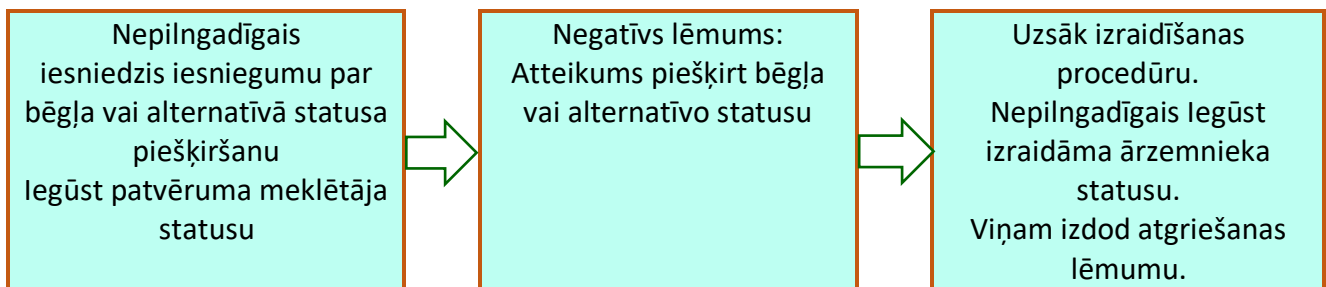 Nepilngadīgais
iesniedzis iesniegumu par
bēgļa vai alternatīvā statusa
piešķiršanu
Iegūst patvēruma meklētāja
statusu
Negatīvs lēmums:
Atteikums piešķirt bēgļa
vai alternatīvo statusu
Uzsāk izraidīšanas
procedūru.
Nepilngadīgais Iegūst
izraidāma ārzemnieka
statusu.
Viņam izdod atgriešanas
lēmumu.